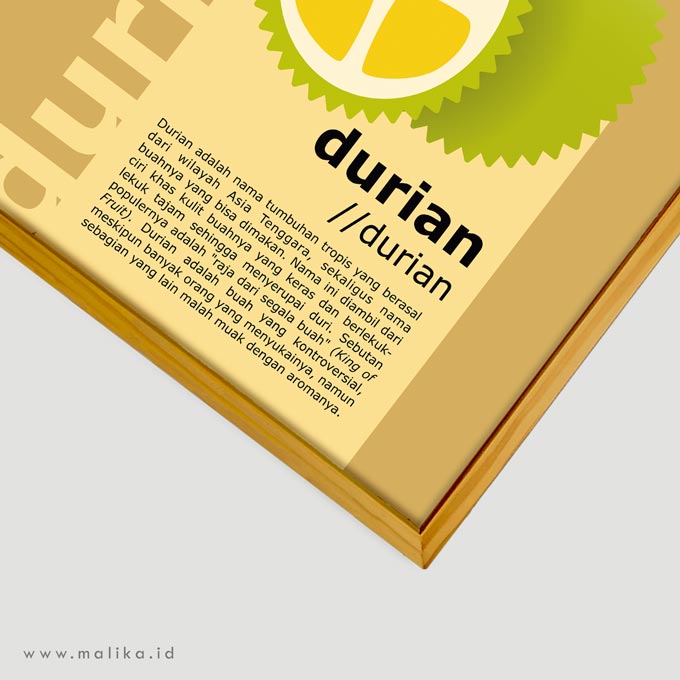 duri
durian
//durian
Durian adalah nama tumbuhan tropis yang berasal
dari wilayah Asia Tenggara, sekaligus nama
buahnya yang bisa dimakan. Nama ini diambil dari
ciri khas kulit buahnya yang keras dan berlekuk-
lekuk tajam sehingga menyerupai duri. Sebutan
populernya adalah "raja dari segala buah" (King of
Fruit). Durian adalah buah yang kontroversial,
meskipun banyak orang yang menyukainya, namun
sebagian yang lain malah muak dengan aromanya.
www.malika.id